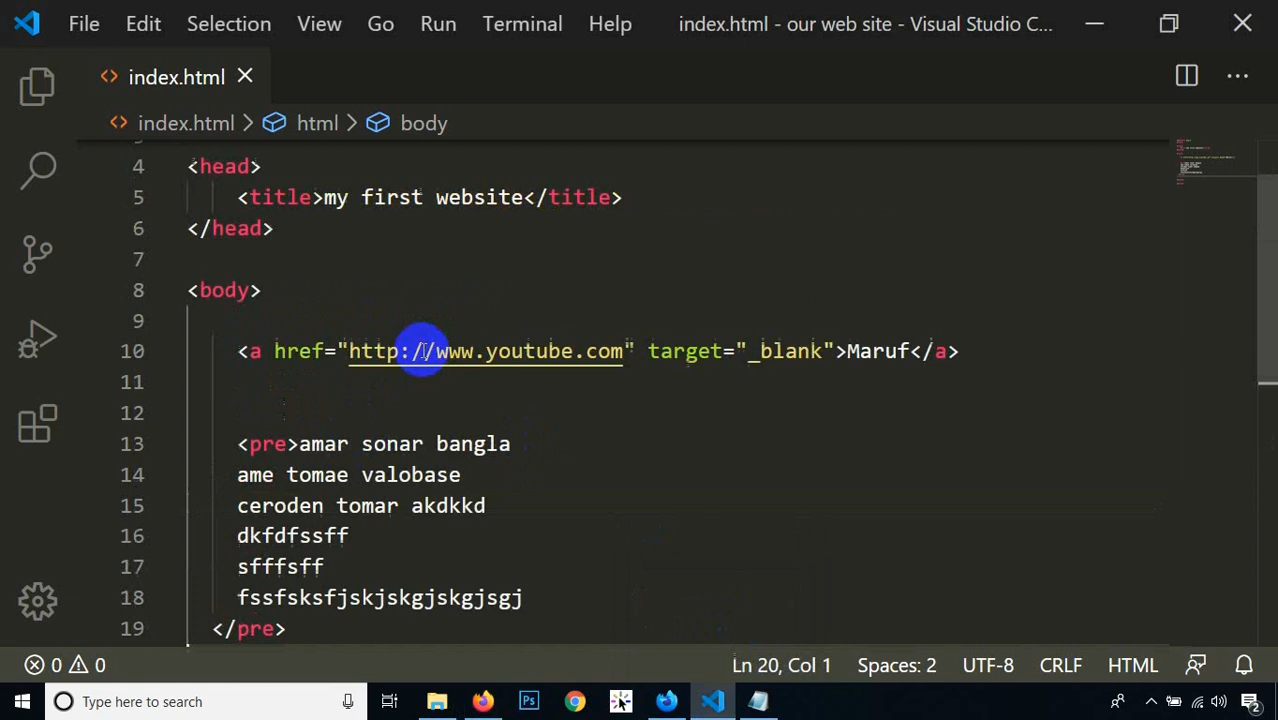 File Edit Selection View Go Run Terminal Help index.html - our web site - Visual Studio C...
index.html
index.html > html > body
4 <head>
5 <title>my first website</title>
6 </head>
7
8 <body>
9
10 <a href="http://www.youtube.com" target="_blank">Maruf</a>
11
12
13 <pre>amar sonar bangla
14 ame tomae valobase
15 ceroden tomar akdkkd
16 dkfdfssff
17 sfffsff
18 fssfsksfjskjskgjskgjsgj
19 </pre>
0 0 Ln 20, Col 1 Spaces: 2 UTF-8 CRLF HTML
Type here to search Ps 2